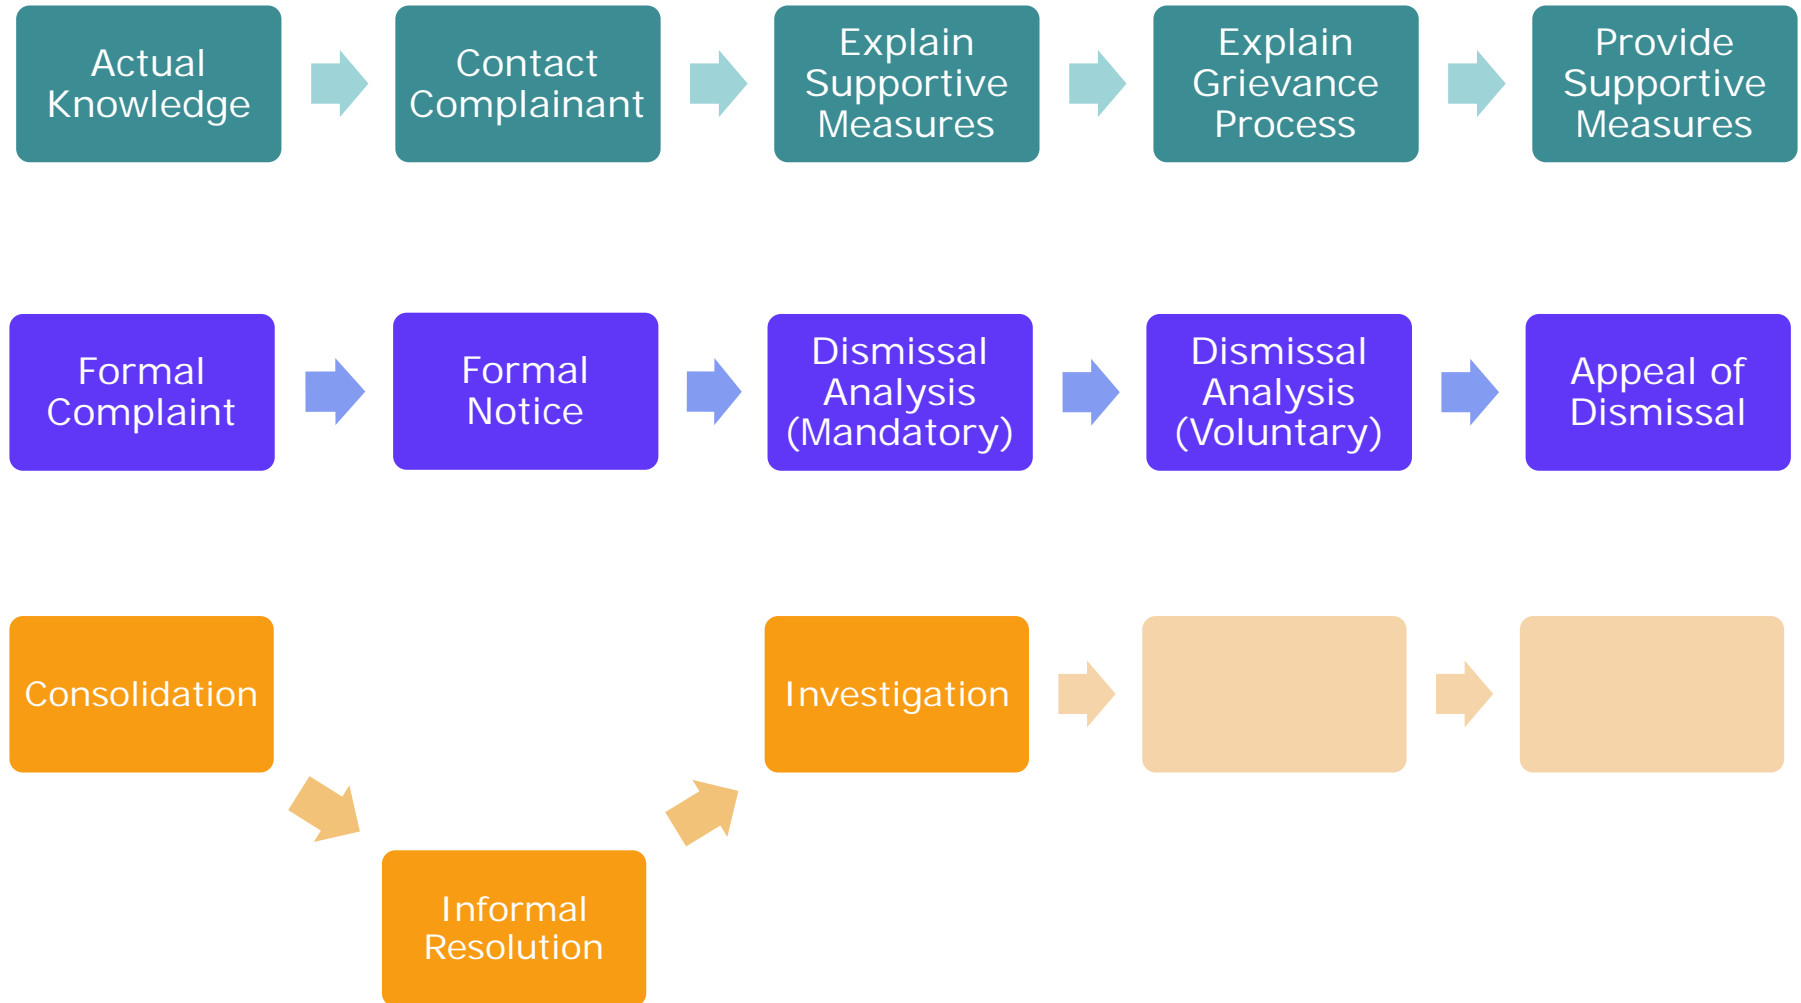 Actual
Knowledge
Contact
Complainant
Explain
Supportive
Measures
Explain
Grievance
Process
Provide
Supportive
Measures
Formal
Complaint
Formal
Notice
Dismissal
Analysis
(Mandatory)
Dismissal
Analysis
(Voluntary)
Appeal of
Dismissal
Consolidation
Informal
Resolution
Investigation